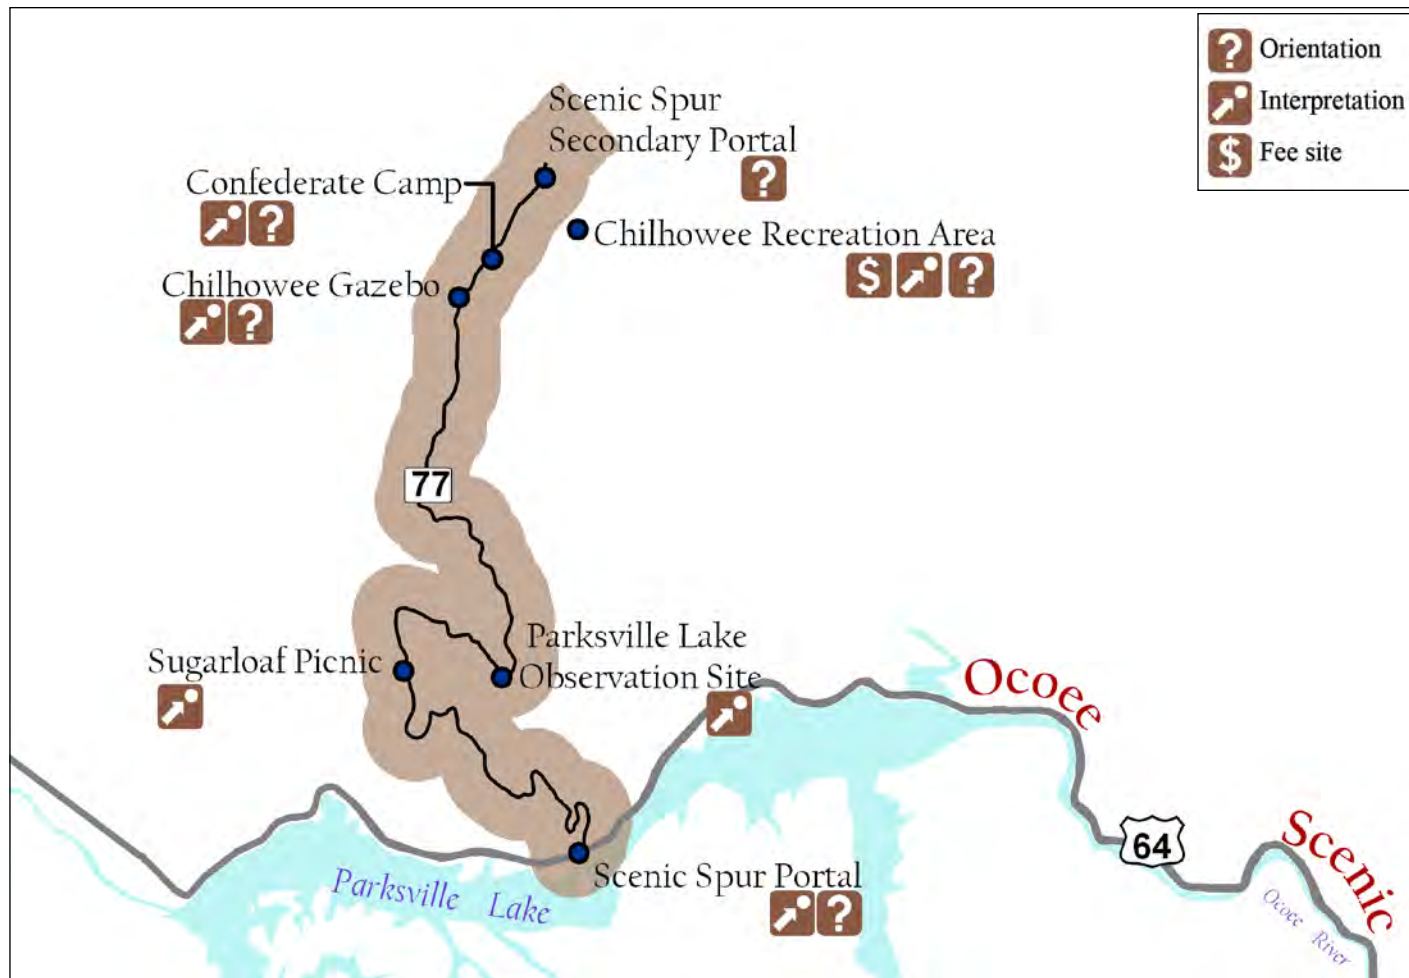 Orientation
Interpretation
$ Fee site
?
Scenic Spur
Secondary Portal
?
Confederate Camp
?
Chilhowee Recreation Area
$ ?
Chilhowee Gazebo
?
77
Parksville Lake
Observation Site
Sugarloaf Picnic
Ocoee
Scenic
64
Ocoee River
Scenic Spur Portal
?
Parksville Lake